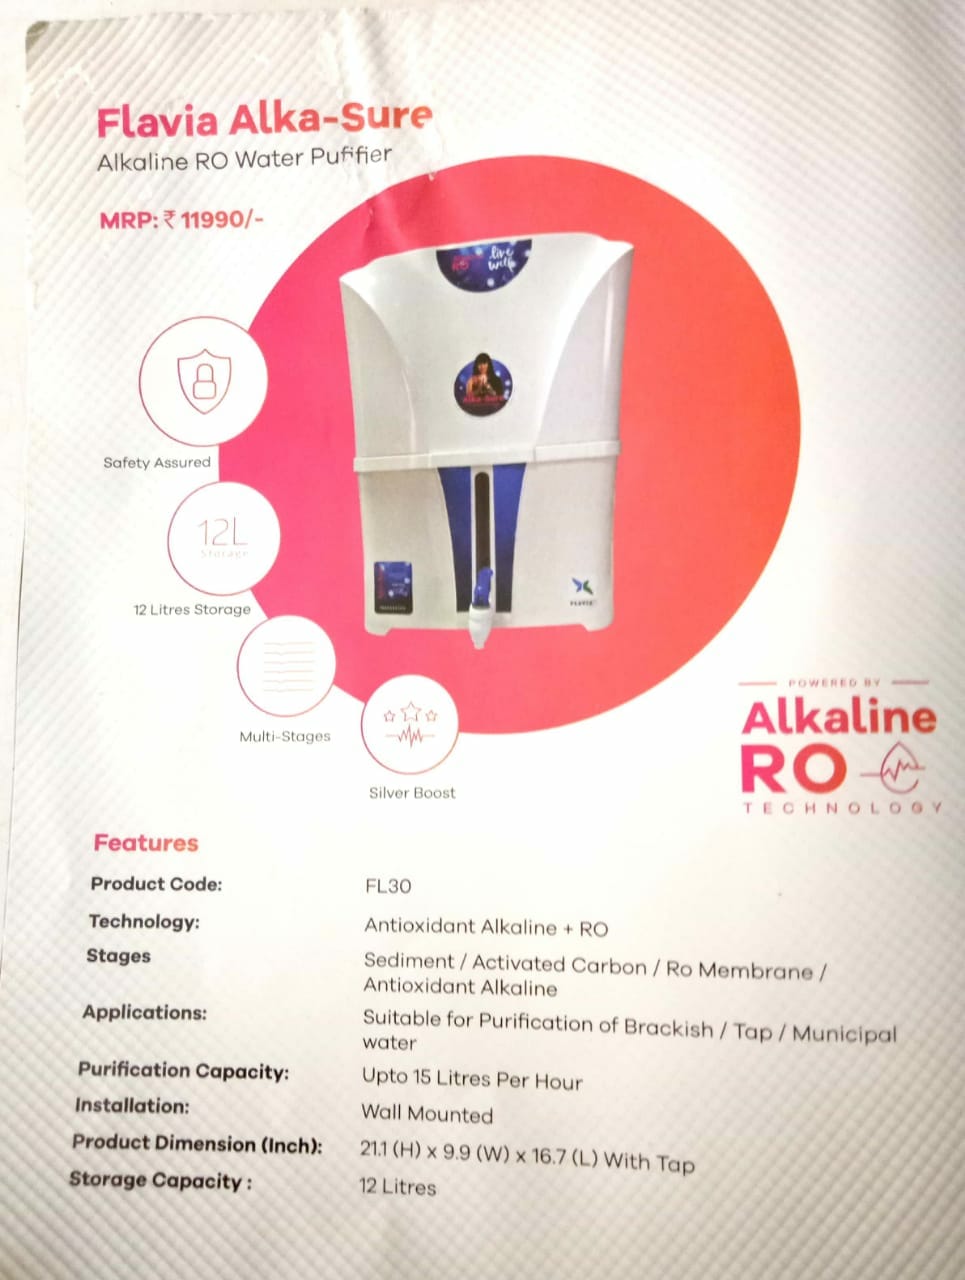 Flavia Alka-Sure
Alkaline RO Water Purifier
MRP: ₹ 11990/-
RO
live
well
Alka-Sure
Safety Assured
12L
Storage
12 Litres Storage
FLAVIA
Multi-Stages
Silver Boost
POWERED BY
Alkaline
RO
TECHNOLOGY
Features
Product Code: FL30
Technology: Antioxidant Alkaline + RO
Stages Sediment / Activated Carbon / Ro Membrane /
Antioxidant Alkaline
Applications: Suitable for Purification of Brackish / Tap / Municipal
water
Purification Capacity: Upto 15 Litres Per Hour
Installation: Wall Mounted
Product Dimension (Inch): 21.1 (H) x 9.9 (W) x 16.7 (L) With Tap
Storage Capacity : 12 Litres